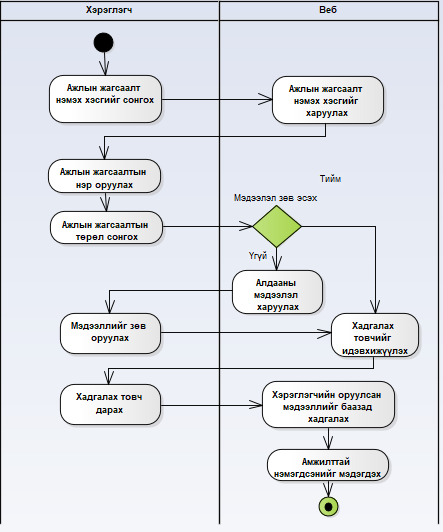 Хэрэглэгч
Веб
Ажлын жагсаалт
нэмэх хэсгийг сонгох
Ажлын жагсаалт
нэмэх хэсгийг
харуулах
Ажлын жагсаалтын
нэр оруулах
Ажлын жагсаалтын
төрөл сонгох
Тийм
Мэдээлэл зөв эсэх
Үгүй
Алдааны
мэдээлэл
харуулах
Мэдээллийг зөв
оруулах
Хадгалах
товчийг
идэвхижүүлэх
Хадгалах товч
дарах
Хэрэглэгчийн оруулсан
мэдээллийг баазад
хадгалах
Амжилттай
нэмэгдсэнийг мэдэгдэх